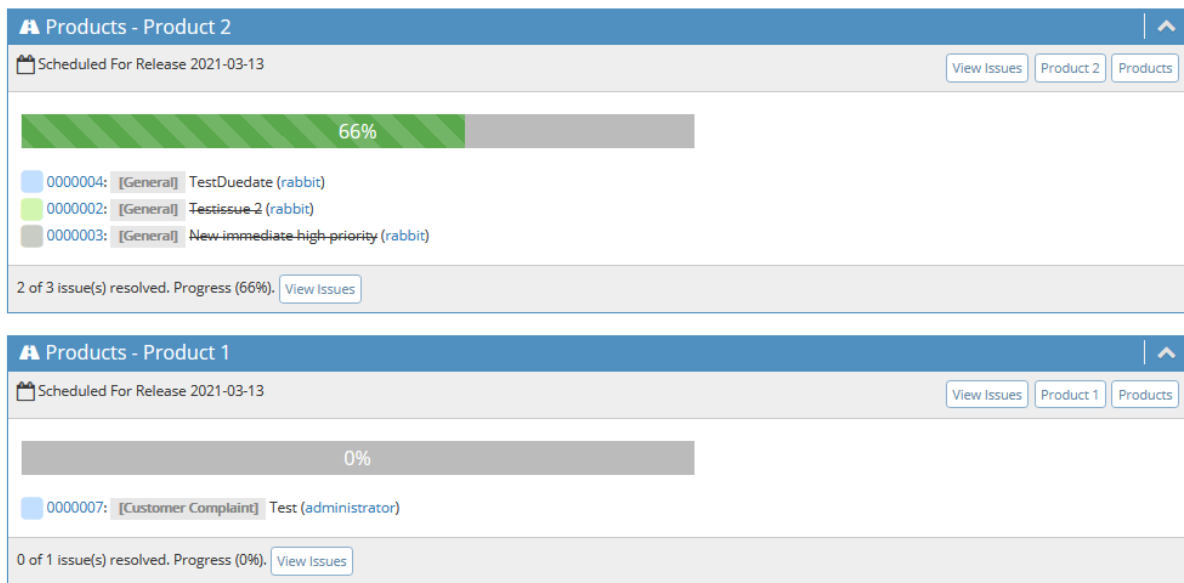 Products - Product 2
Scheduled For Release 2021-03-13 View Issues Product 2 Products
66%
0000004: [General] TestDuedate (rabbit)
0000002: [General] Testissue 2 (rabbit)
0000003: [General] New immediate high priority (rabbit)
2 of 3 issue(s) resolved. Progress (66%). View Issues
Products - Product 1
Scheduled For Release 2021-03-13 View Issues Product 1 Products
0%
0000007: [Customer Complaint] Test (administrator)
0 of 1 issue(s) resolved. Progress (0%). View Issues